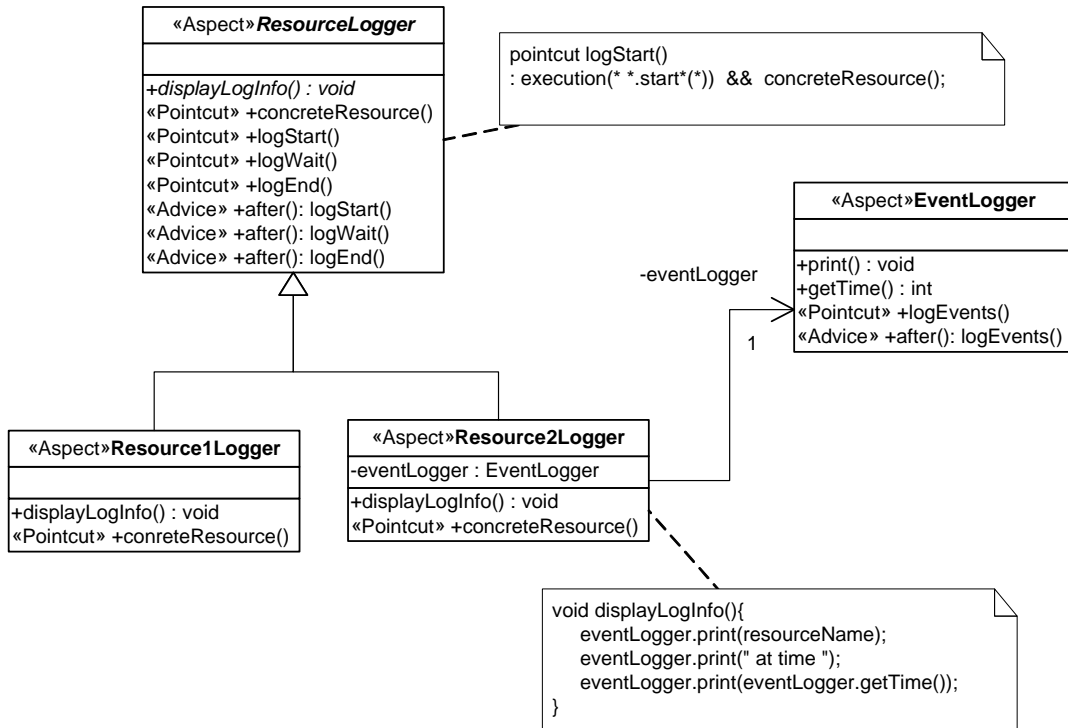 «Aspect»ResourceLogger
+displayLogInfo() : void
«Pointcut» +concreteResource()
«Pointcut» +logStart()
«Pointcut» +logWait()
«Pointcut» +logEnd()
«Advice» +after(): logStart()
«Advice» +after(): logWait()
«Advice» +after(): logEnd()
pointcut logStart()
: execution(* *.start*(*)) && concreteResource();
«Aspect»EventLogger
+print() : void
+getTime() : int
«Pointcut» +logEvents()
«Advice» +after(): logEvents()
-eventLogger
1
«Aspect»Resource1Logger
+displayLogInfo() : void
«Pointcut» +conreteResource()
«Aspect»Resource2Logger
-eventLogger : EventLogger
+displayLogInfo() : void
«Pointcut» +concreteResource()
void displayLogInfo(){
eventLogger.print(resourceName);
eventLogger.print(" at time ");
eventLogger.print(eventLogger.getTime());
}